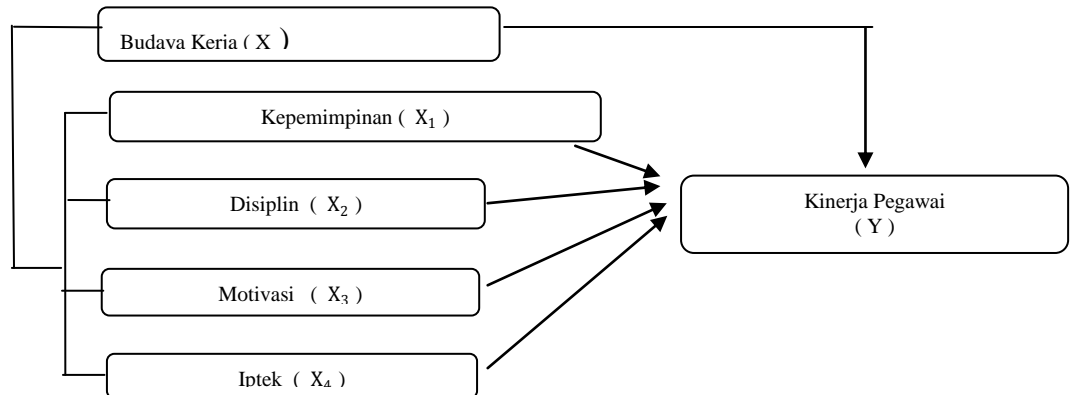 Budaya Kerja ( X )
Kepemimpinan ( X₁ )
Disiplin ( X₂ )
Motivasi ( X₃ )
Iptek ( X₄ )
Kinerja Pegawai
( Y )